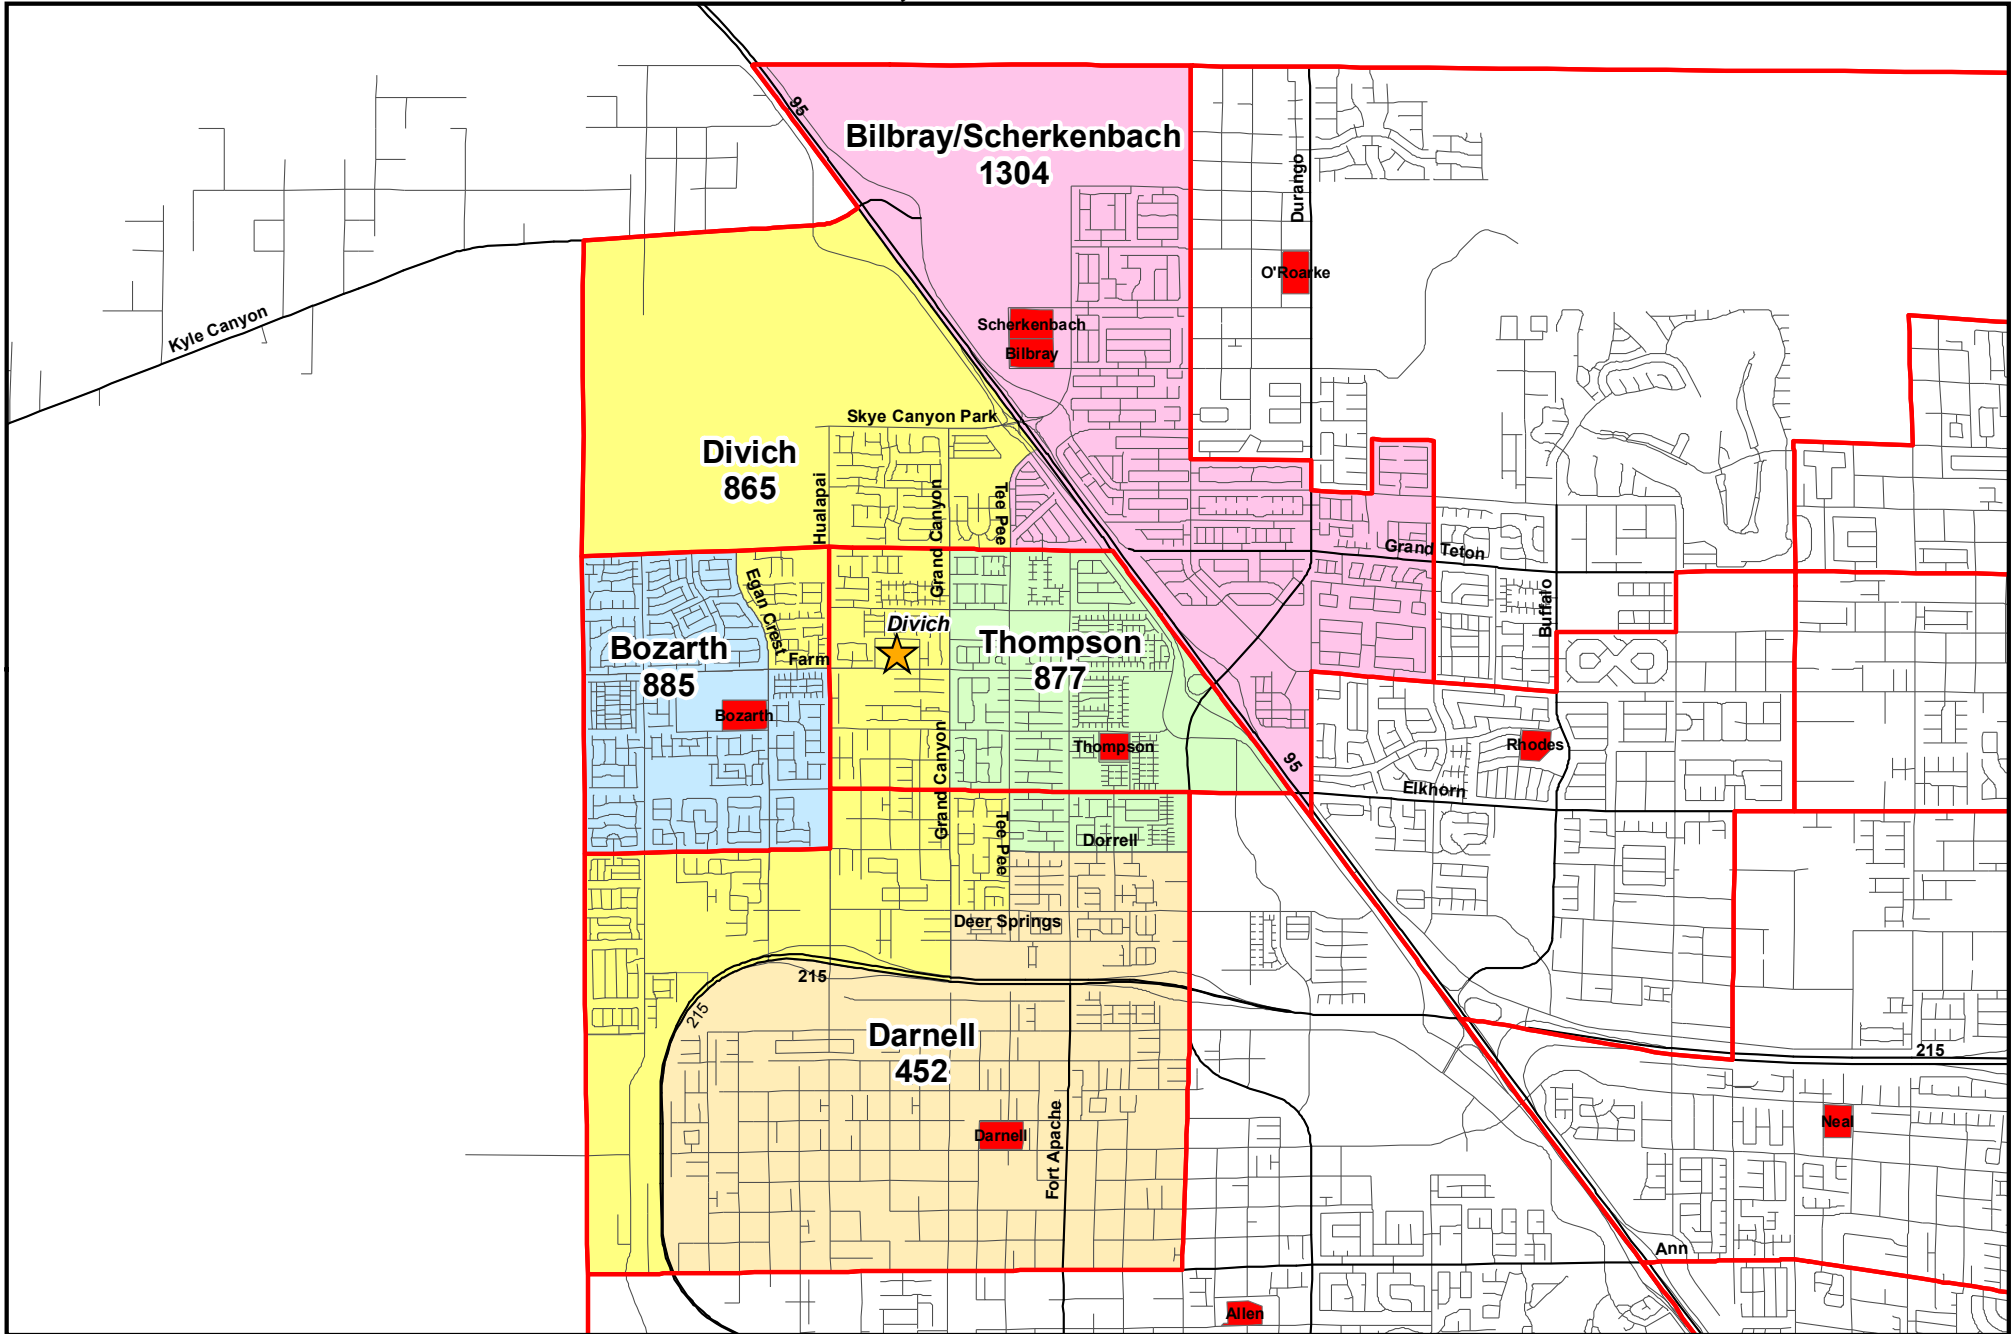 95
Bilbray/Scherkenbach
1304
Durango
O'Roarke
Scherkenbach
Bilbray
Kyle Canyon
Skye Canyon Park
Divich
865
Hualapai
Grand Canyon
Tee Pee
Grand Teton
Egan Crest
Buffalo
Divich
Bozarth
885
Farm
Thompson
877
Bozarth
Grand Canyon
Thompson
95
Rhodes
Elkhorn
Tee Pee
Dorrell
Deer Springs
215
215
Darnell
452
215
Fort Apache
Darnell
Neal
Ann
Allen